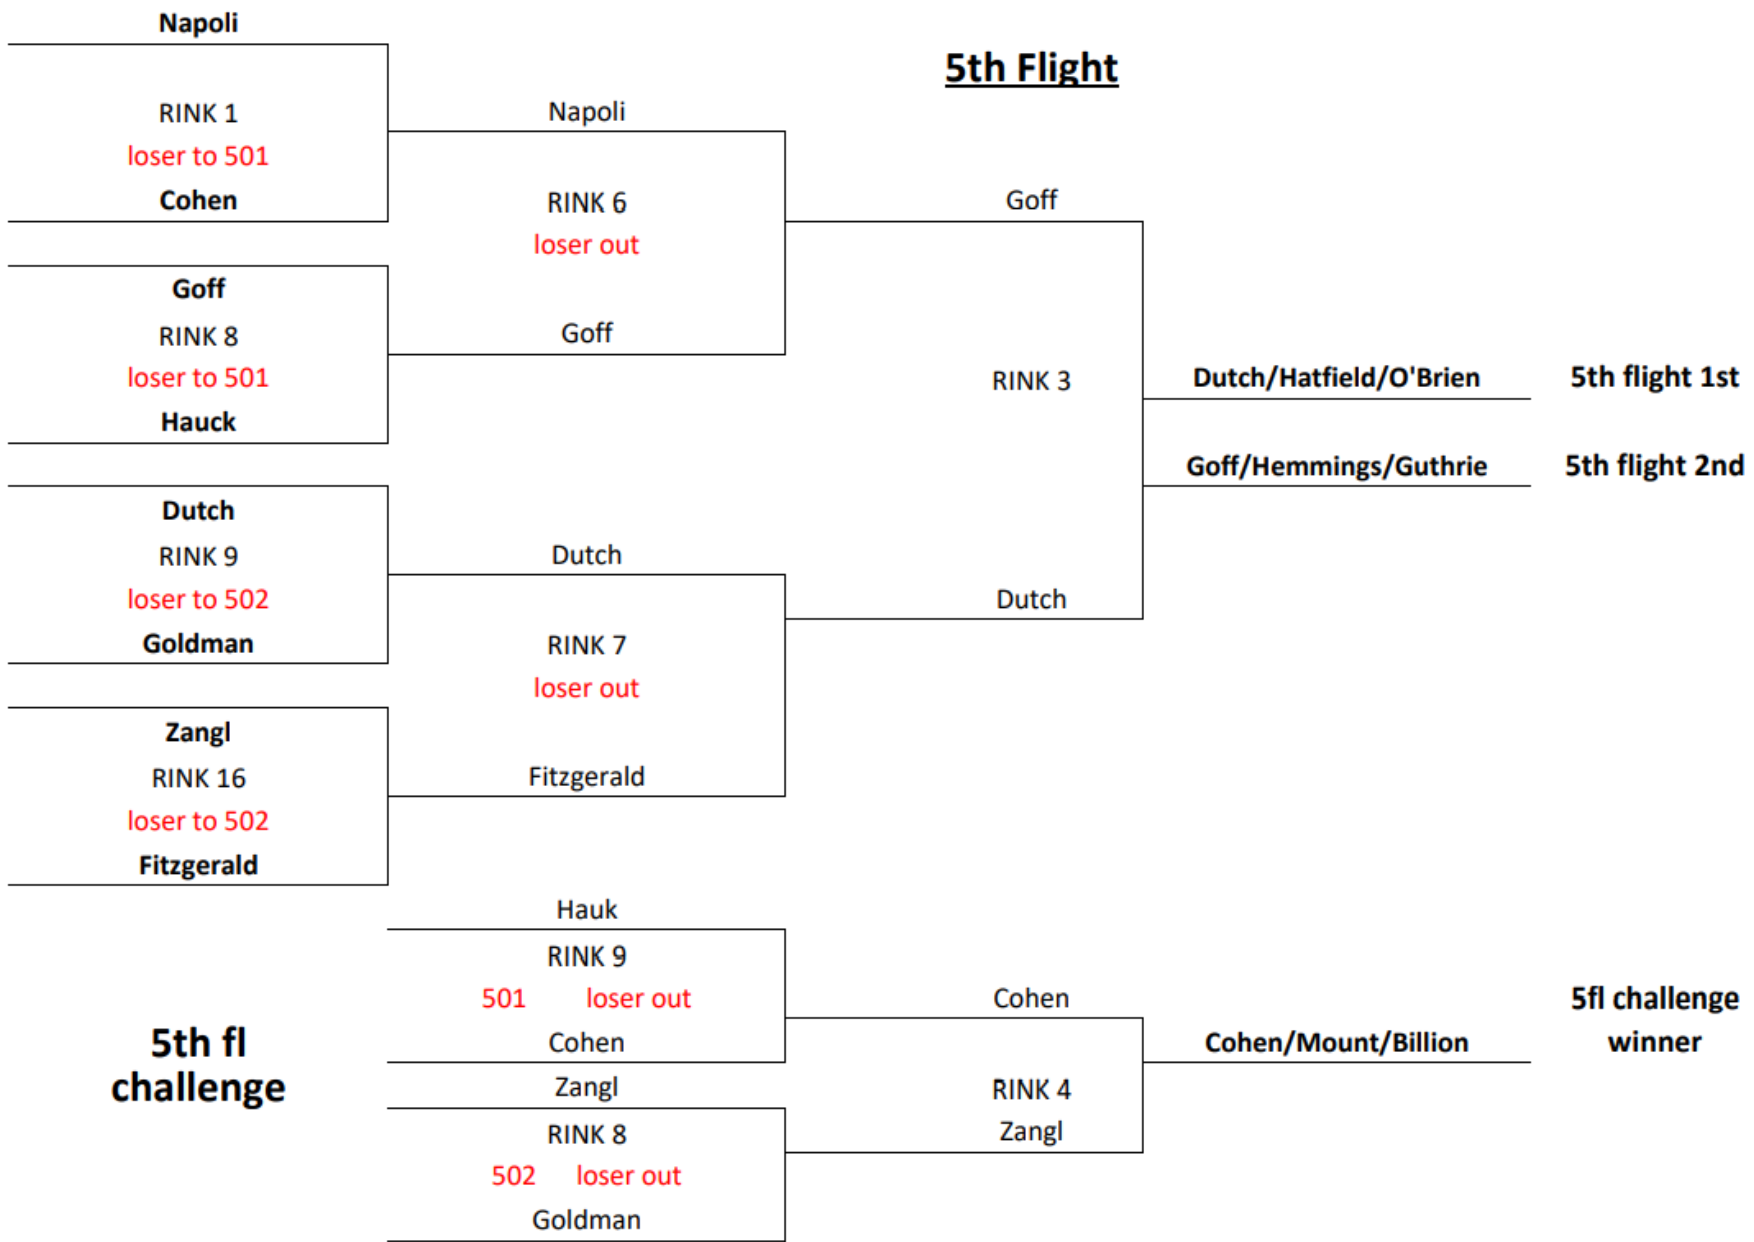 Napoli
5th Flight
RINK 1
Napoli
loser to 501
Cohen
RINK 6
Goff
loser out
Goff
RINK 8
Goff
loser to 501
RINK 3
Dutch/Hatfield/O'Brien
5th flight 1st
Hauck
Goff/Hemmings/Guthrie
5th flight 2nd
Dutch
RINK 9
Dutch
loser to 502
Dutch
Goldman
RINK 7
loser out
Zangl
RINK 16
Fitzgerald
loser to 502
Fitzgerald
Hauk
RINK 9
501 loser out
Cohen
5fl challenge
winner
5th fl
challenge
Cohen
Cohen/Mount/Billion
Zangl
RINK 4
RINK 8
Zangl
502 loser out
Goldman